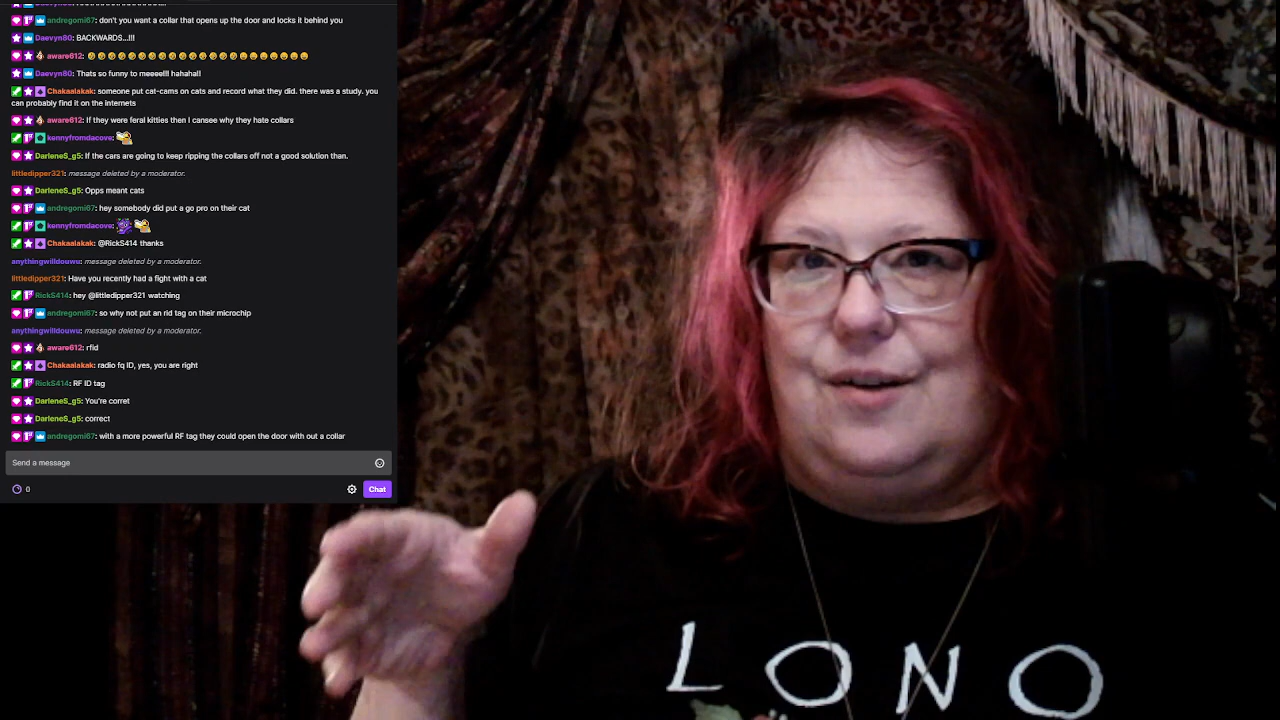 andregomi67: don't you want a collar that opens up the door and locks it behind you
Daevyn80: BACKWARDS...!!!
aware612:
Daevyn80: Thats so funny to meeee!!! hahaha!!
Chakaalakak: someone put cat-cams on cats and record what they did. there was a study. you
can probably find it on the internets
aware612: If they were feral kitties then I cansee why they hate collars
kennyfromdacove:
DarleneS_g5: If the cars are going to keep ripping the collars off not a good solution than.
littledipper321: message deleted by a moderator.
DarleneS_g5: Opps meant cats
andregomi67: hey somebody did put a go pro on their cat
kennyfromdacove:
Chakaalakak: @RickS414 thanks
anythingwilldouwu: message deleted by a moderator.
littledipper321: Have you recently had a fight with a cat
RickS414: hey @littledipper321 watching
andregomi67: so why not put an rid tag on their microchip
anythingwilldouwu: message deleted by a moderator.
aware612: rfid
Chakaalakak: radio fq ID, yes, you are right
RickS414: RF ID tag
DarleneS_g5: You're corret
DarleneS_g5: correct
andregomi67: with a more powerful RF tag they could open the door with out a collar
Send a message
0
Chat
LONO